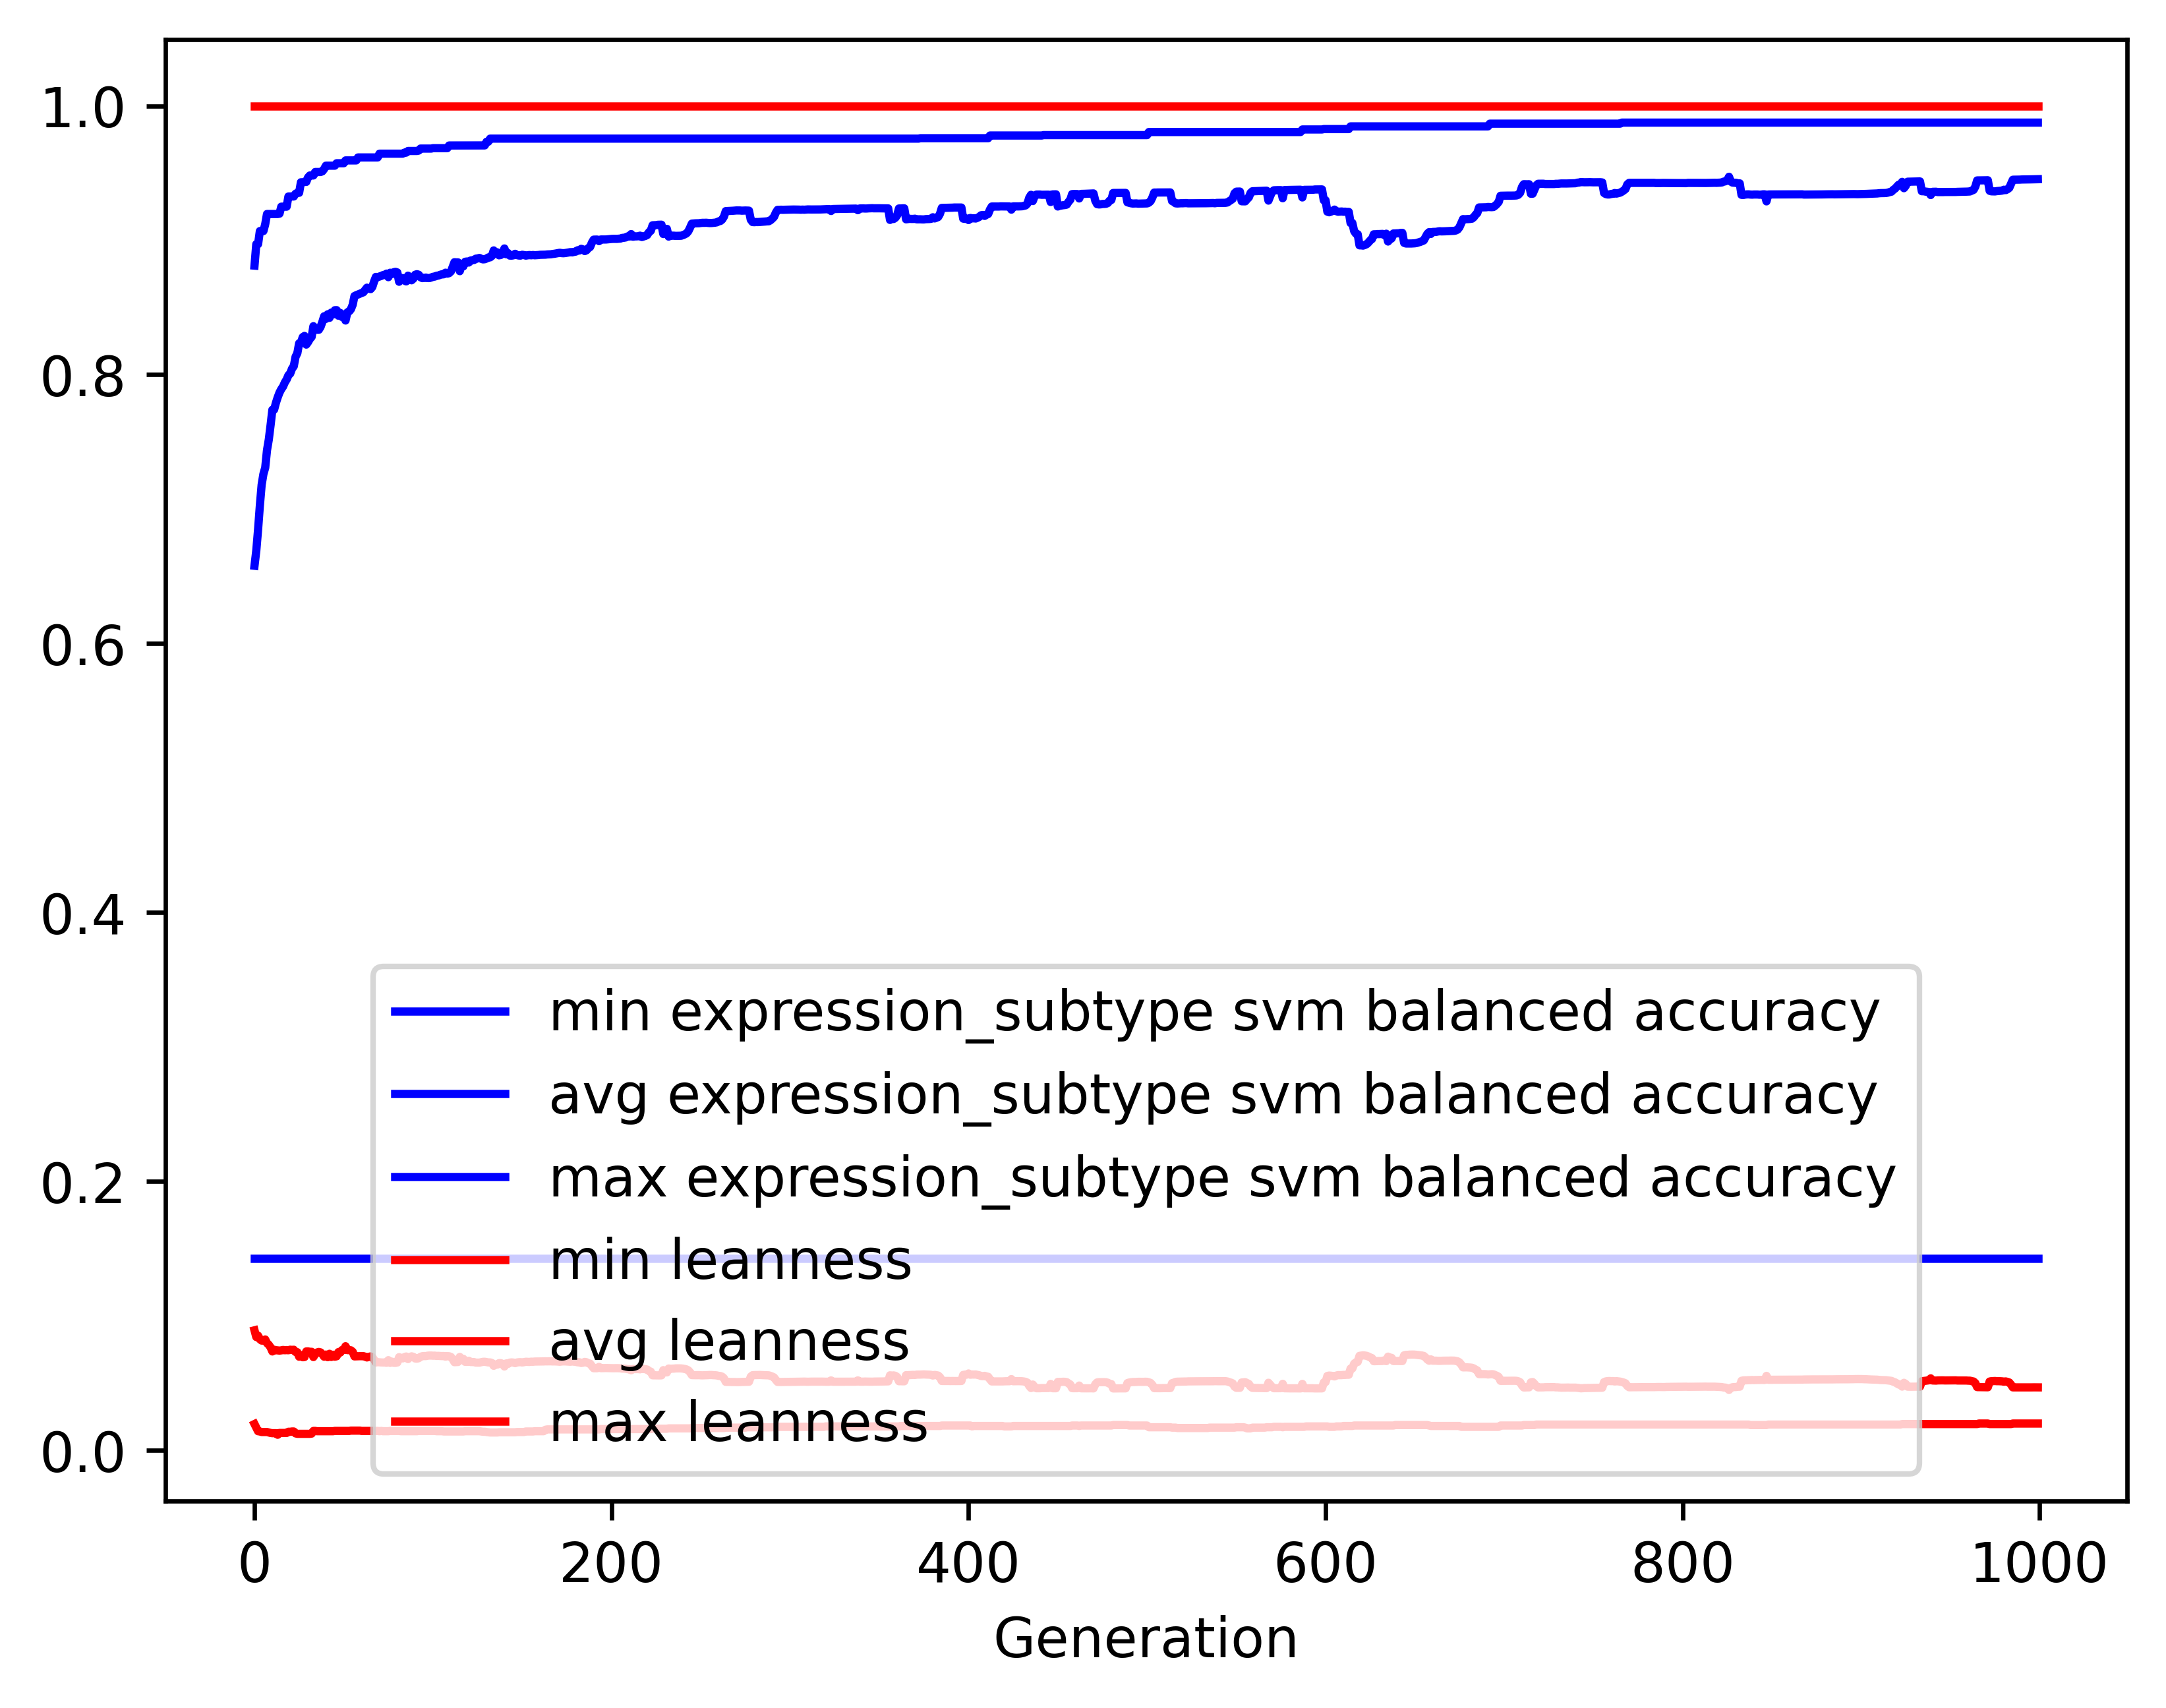 1.0
0.8
0.6
0.4
0.2
0.0
min expression_subtype svm balanced accuracy
avg expression_subtype svm balanced accuracy
max expression_subtype svm balanced accuracy
min leanness
avg leanness
max leanness
0 200 400 600 800 1000
Generation